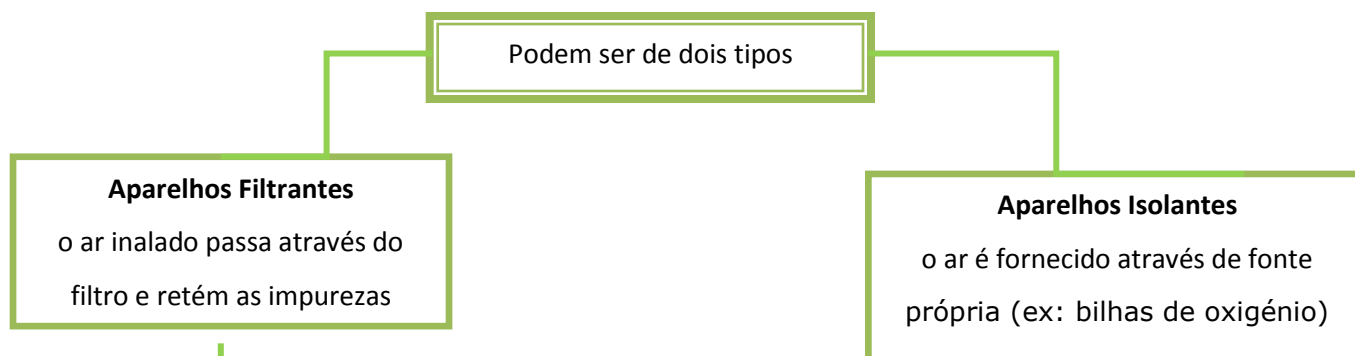 Podem ser de dois tipos
Aparelhos Filtrantes
o ar inalado passa através do
filtro e retém as impurezas
Aparelhos Isolantes
o ar é fornecido através de fonte
própria (ex: bilhas de oxigénio)